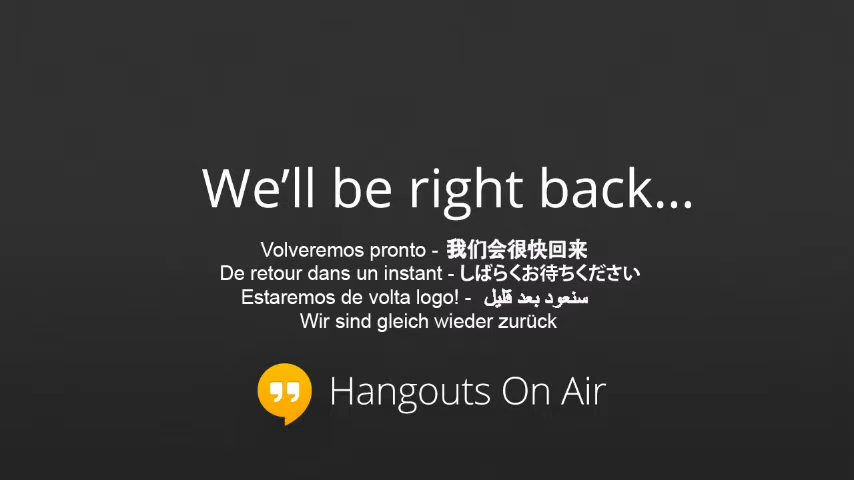 We'll be right back...
Volveremos pronto - 我们会很快回来
De retour dans un instant - しばらくお待ちください
Estaremos de volta logo! - سنعود بعد قليل
Wir sind gleich wieder zurück
Hangouts On Air